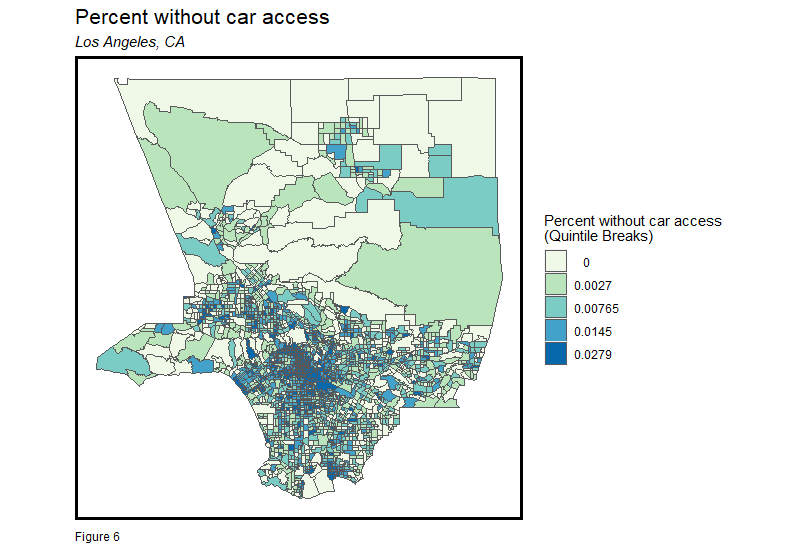 Percent without car access
Los Angeles, CA
Percent without car access
(Quintile Breaks)
0
0.0027
0.00765
0.0145
0.0279
Figure 6